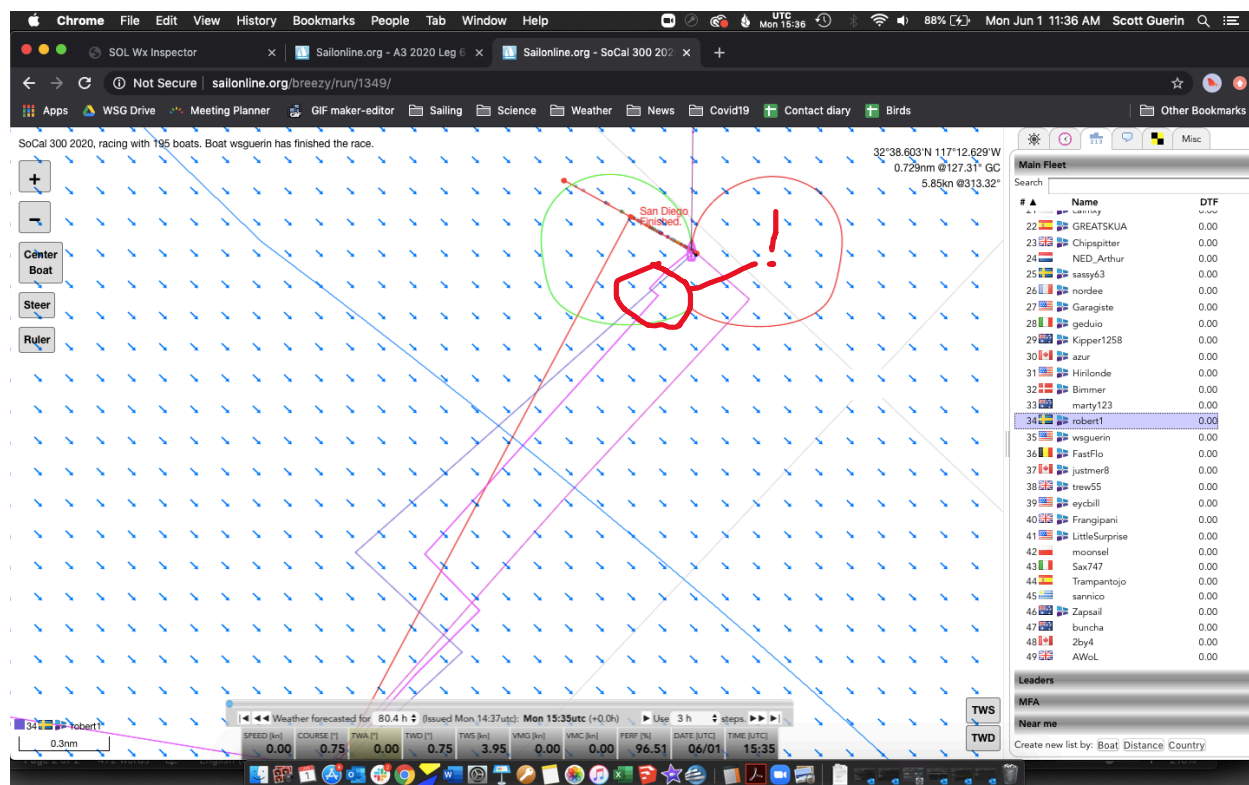 Chrome File Edit View History Bookmarks People Tab Window Help UTC Mon 15:36 88% Mon Jun 1 11:36 AM Scott Guerin
SOL Wx Inspector × Sailonline.org - A3 2020 Leg 6 × Sailonline.org - SoCal 300 202 × +
Not Secure | sailonline.org/breezy/run/1349/
Apps WSG Drive Meeting Planner GIF maker-editor Sailing Science Weather News Covid19 Contact diary Birds Other Bookmarks
SoCal 300 2020, racing with 195 boats. Boat wsguerin has finished the race.
32°38.603'N 117°12.629'W
0.729nm @127.31° GC
5.85kn @313.32°
+
−
Center Boat
Steer
Ruler
San Diego
Finished.
!
Misc
Main Fleet
Search
# ▲ Name DTF
21 calmxy 0.00
22 GREATSKUA 0.00
23 Chipspitter 0.00
24 NED_Arthur 0.00
25 sassy63 0.00
26 nordee 0.00
27 Garagiste 0.00
28 geduio 0.00
29 Kipper1258 0.00
30 azur 0.00
31 Hirilonde 0.00
32 Bimmer 0.00
33 marty123 0.00
34 robert1 0.00
35 wsguerin 0.00
36 FastFlo 0.00
37 justmer8 0.00
38 trew55 0.00
39 eycbill 0.00
40 Frangipani 0.00
41 LittleSurprise 0.00
42 moonsel 0.00
43 Sax747 0.00
44 Trampantojo 0.00
45 sannico 0.00
46 Zapsail 0.00
47 buncha 0.00
48 2by4 0.00
49 AWoL 0.00
Leaders
MFA
Near me
Create new list by: Boat Distance Country
TWS
TWD
34 robert1
0.3nm
Weather forecasted for 80.4 h (Issued Mon 14:37utc): Mon 15:35utc (+0.0h) Use 3 h steps.
SPEED [kn] COURSE [°] TWA [°] TWD [°] TWS [kn] VMG [kn] VMC [kn] PERF [%] DATE [UTC] TIME [UTC]
0.00 0.75 0.00 0.75 3.95 0.00 0.00 96.51 06/01 15:35